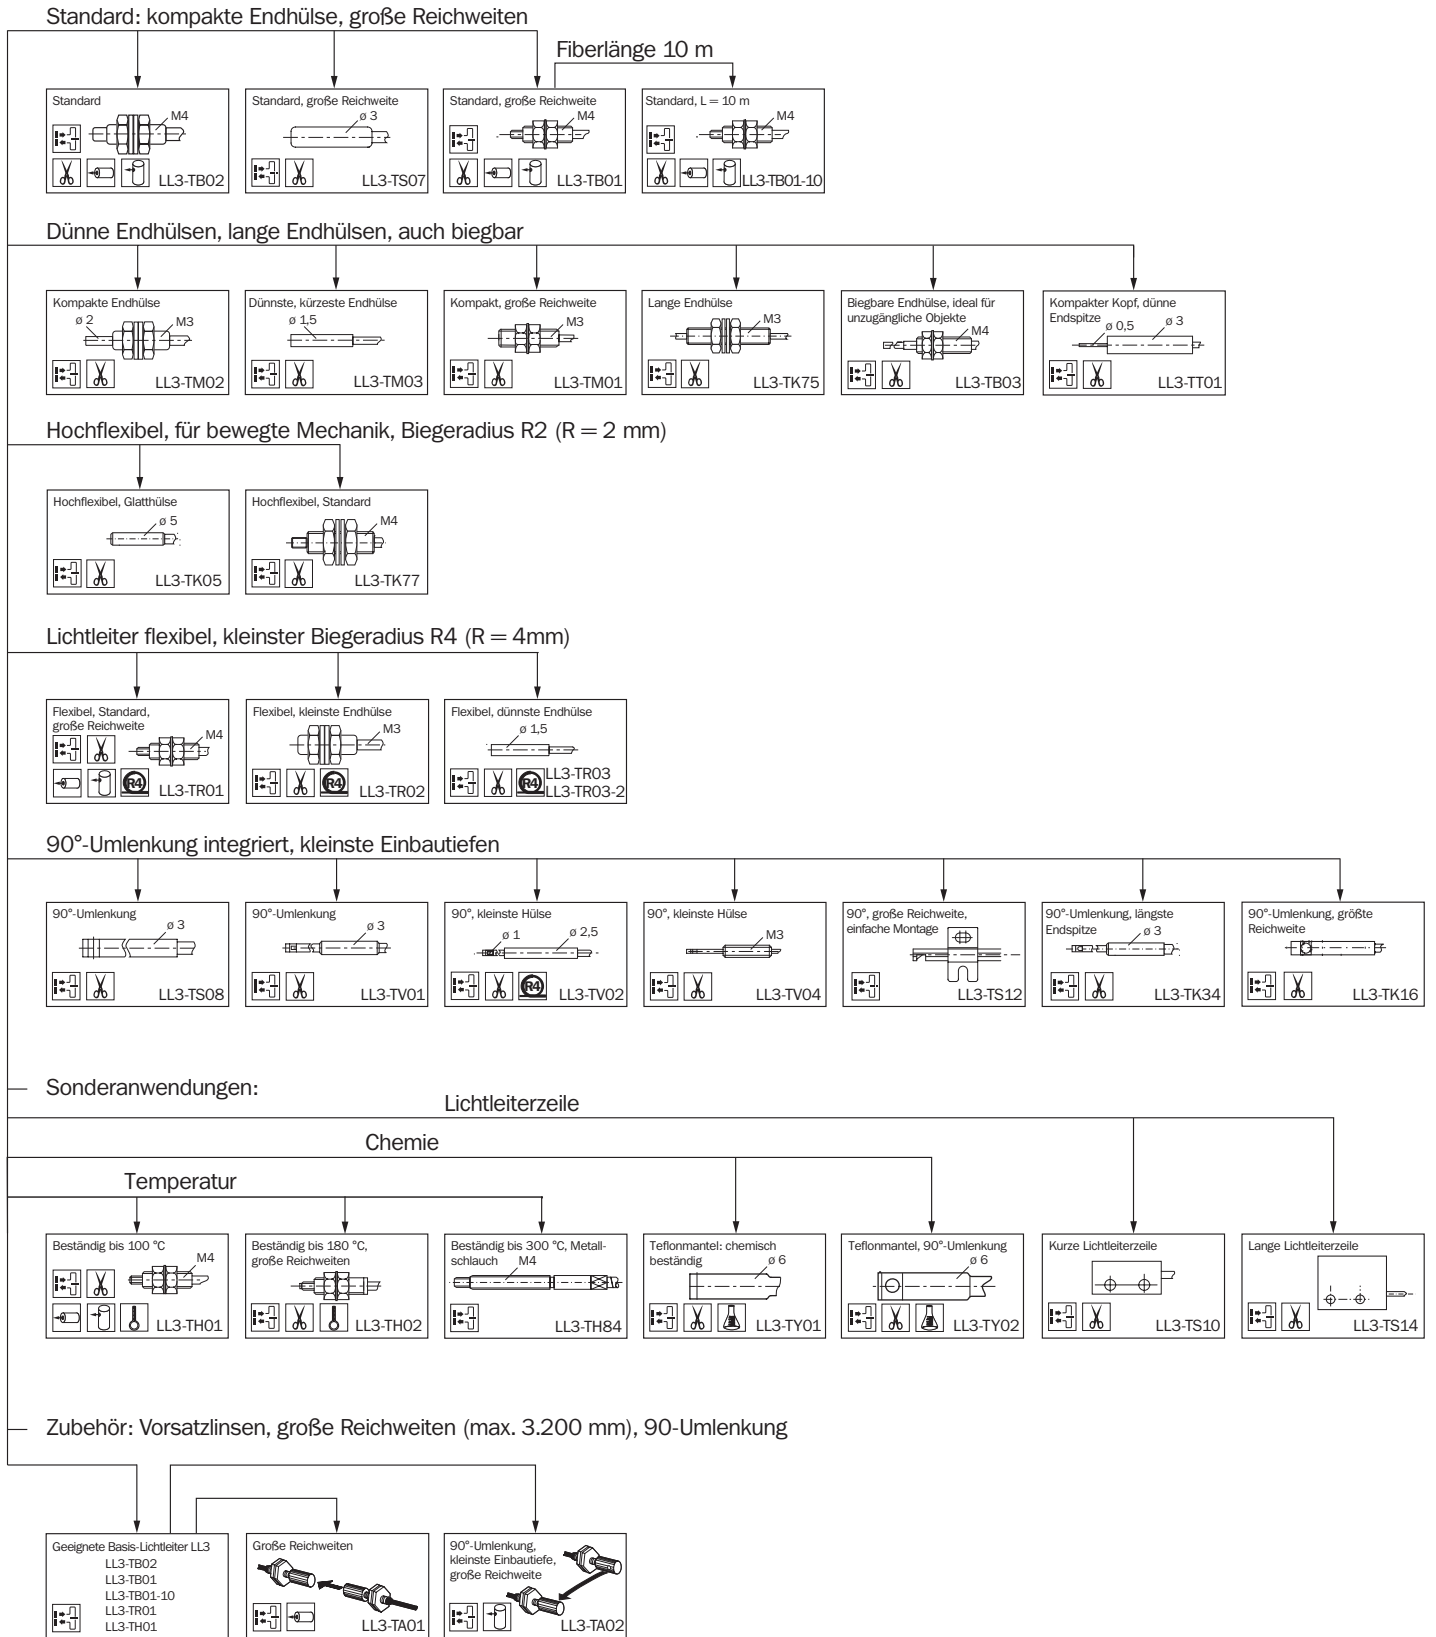 Standard: kompakte Endhülse, große Reichweiten
Fiberlänge 10 m
Standard
M4
LL3-TB02
Standard, große Reichweite
ø 3
LL3-TS07
Standard, große Reichweite
M4
LL3-TB01
Standard, L = 10 m
M4
LL3-TB01-10
Dünne Endhülsen, lange Endhülsen, auch biegbar
Kompakte Endhülse
ø 2
M3
LL3-TM02
Dünnste, kürzeste Endhülse
ø 1,5
LL3-TM03
Kompakt, große Reichweite
M3
LL3-TM01
Lange Endhülse
M3
LL3-TK75
Biegbare Endhülse, ideal für
unzugängliche Objekte
M4
LL3-TB03
Kompakter Kopf, dünne
Endspitze
ø 0,5
ø 3
LL3-TT01
Hochflexibel, für bewegte Mechanik, Biegeradius R2 (R = 2 mm)
Hochflexibel, Glatthülse
ø 5
LL3-TK05
Hochflexibel, Standard
M4
LL3-TK77
Lichtleiter flexibel, kleinster Biegeradius R4 (R = 4mm)
Flexibel, Standard,
große Reichweite
M4
R4
LL3-TR01
Flexibel, kleinste Endhülse
M3
R4
LL3-TR02
Flexibel, dünnste Endhülse
ø 1,5
R4
LL3-TR03
LL3-TR03-2
90°-Umlenkung integriert, kleinste Einbautiefen
90°-Umlenkung
ø 3
LL3-TS08
90°-Umlenkung
ø 3
LL3-TV01
90°, kleinste Hülse
ø 1
ø 2,5
R4
LL3-TV02
90°, kleinste Hülse
M3
LL3-TV04
90°, große Reichweite,
einfache Montage
LL3-TS12
90°-Umlenkung, längste
Endspitze
ø 3
LL3-TK34
90°-Umlenkung, größte
Reichweite
LL3-TK16
Sonderanwendungen:
Lichtleiterzeile
Chemie
Temperatur
Beständig bis 100 °C
M4
LL3-TH01
Beständig bis 180 °C,
große Reichweiten
LL3-TH02
Beständig bis 300 °C, Metall-
schlauch
M4
LL3-TH84
Teflonmantel: chemisch
beständig
ø 6
LL3-TY01
Teflonmantel, 90°-Umlenkung
ø 6
LL3-TY02
Kurze Lichtleiterzeile
LL3-TS10
Lange Lichtleiterzeile
LL3-TS14
Zubehör: Vorsatzlinsen, große Reichweiten (max. 3.200 mm), 90-Umlenkung
Geeignete Basis-Lichtleiter LL3
LL3-TB02
LL3-TB01
LL3-TB01-10
LL3-TR01
LL3-TH01
Große Reichweiten
LL3-TA01
90°-Umlenkung,
kleinste Einbautiefe,
große Reichweite
LL3-TA02